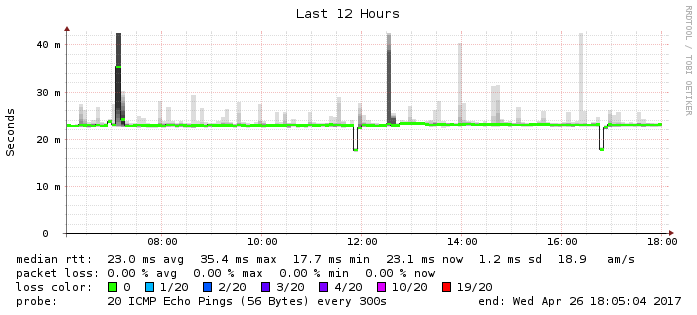 Last 12 Hours
RRDTOOL / TOBI OETIKER
Seconds
40 m
30 m
20 m
10 m
0
08:00 10:00 12:00 14:00 16:00 18:00
median rtt: 23.0 ms avg 35.4 ms max 17.7 ms min 23.1 ms now 1.2 ms sd 18.9 am/s
packet loss: 0.00 % avg 0.00 % max 0.00 % min 0.00 % now
loss color: 0 1/20 2/20 3/20 4/20 10/20 19/20
probe: 20 ICMP Echo Pings (56 Bytes) every 300s end: Wed Apr 26 18:05:04 2017